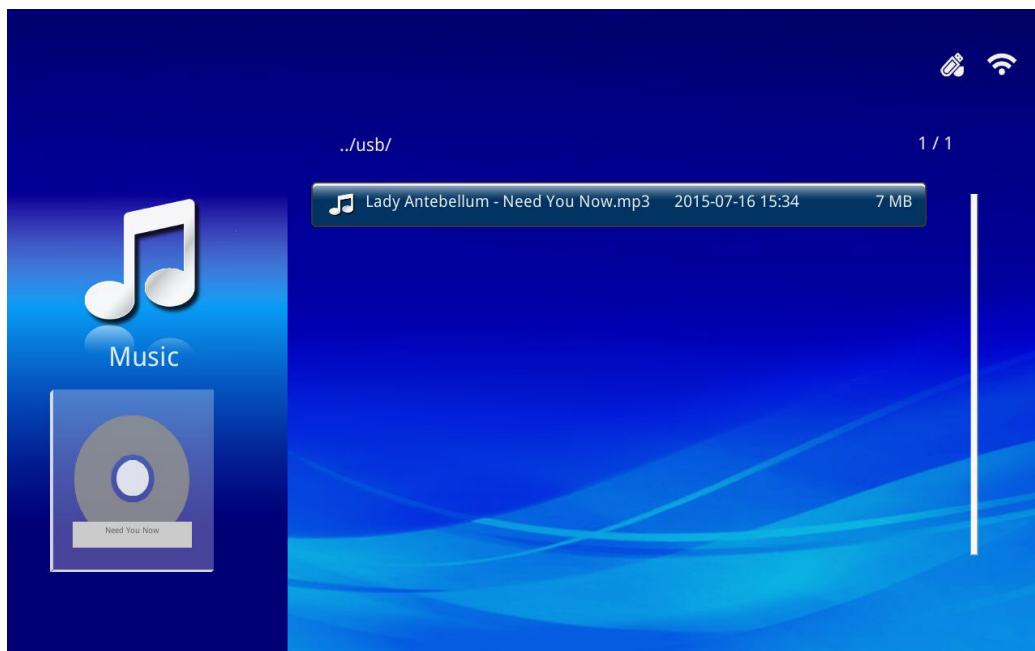 ../usb/ 1 / 1
Lady Antebellum - Need You Now.mp3 2015-07-16 15:34 7 MB
Music
Need You Now